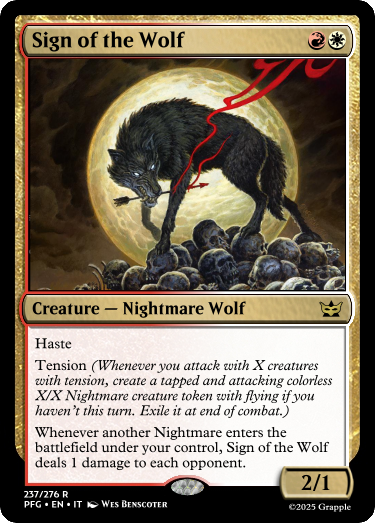 Sign of the Wolf
Creature — Nightmare Wolf
Haste
Tension (Whenever you attack with X creatures
with tension, create a tapped and attacking colorless
X/X Nightmare creature token with flying if you
haven't this turn. Exile it at end of combat.)
Whenever another Nightmare enters the
battlefield under your control, Sign of the Wolf
deals 1 damage to each opponent.
2/1
237/276 R
PFG • EN • IT Wes Benscoter
©2025 Grapple